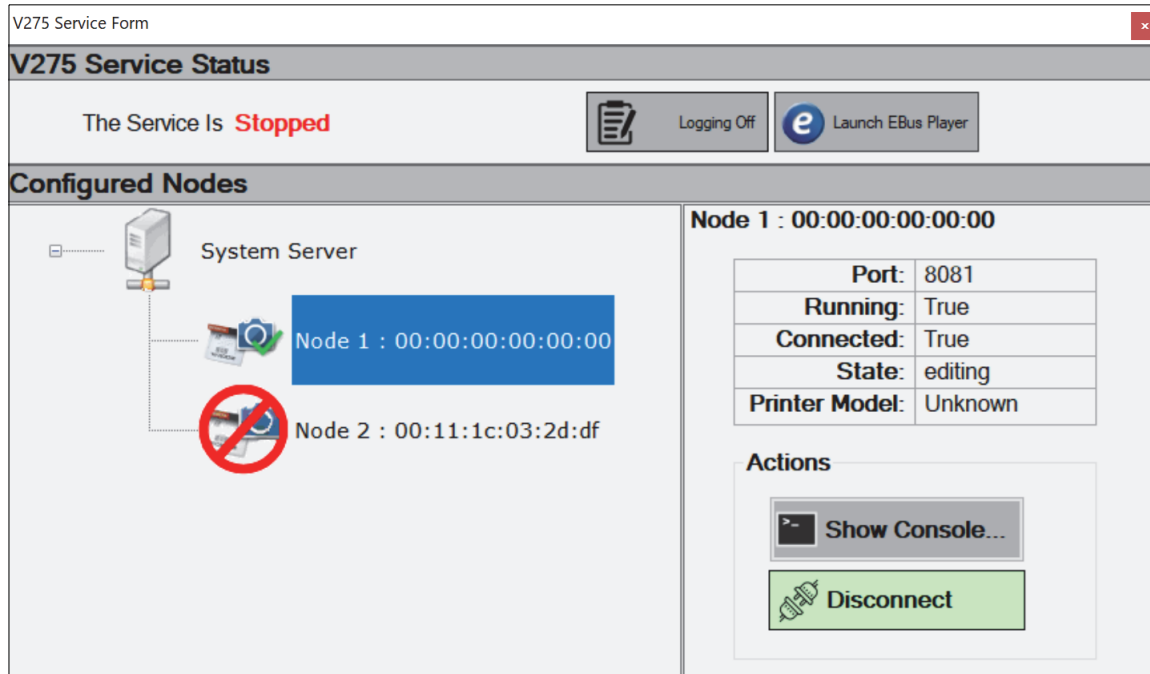 V275 Service Form
V275 Service Status
The Service Is Stopped
Logging Off
Launch EBus Player
Configured Nodes
System Server
Node 1 : 00:00:00:00:00:00
Node 2 : 00:11:1c:03:2d:df
Node 1 : 00:00:00:00:00:00
Port: 8081
Running: True
Connected: True
State: editing
Printer Model: Unknown
Actions
Show Console...
Disconnect